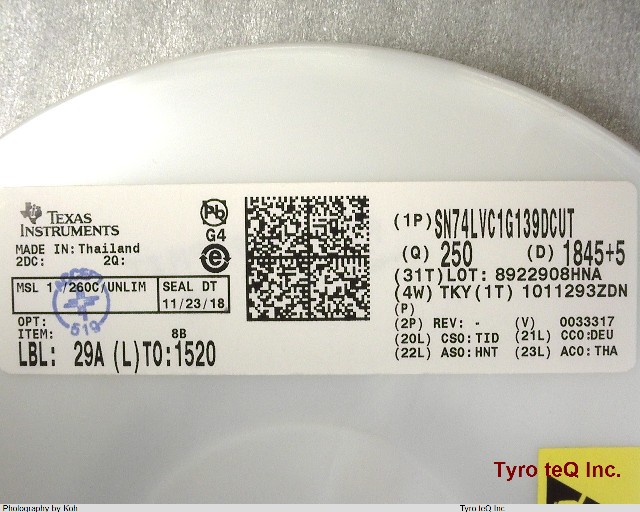 TEXAS
INSTRUMENTS
MADE IN: Thailand
2DC: 2Q:
Pb
G4
e
MSL 1 /260C/UNLIM
SEAL DT
11/23/18
519
OPT:
ITEM: 8B
LBL: 29A (L)TO:1520
(1P)SN74LVC1G139DCUT
(Q) 250 (D) 1845+5
(31T)LOT: 8922908HNA
(4W) TKY(1T) 1011293ZDN
(P)
(2P) REV: - (V) 0033317
(20L) CSO:TID (21L) CCO:DEU
(22L) ASO:HNT (23L) ACO:THA
Tyro teQ Inc.
Photography by Koh Tyro teQ Inc